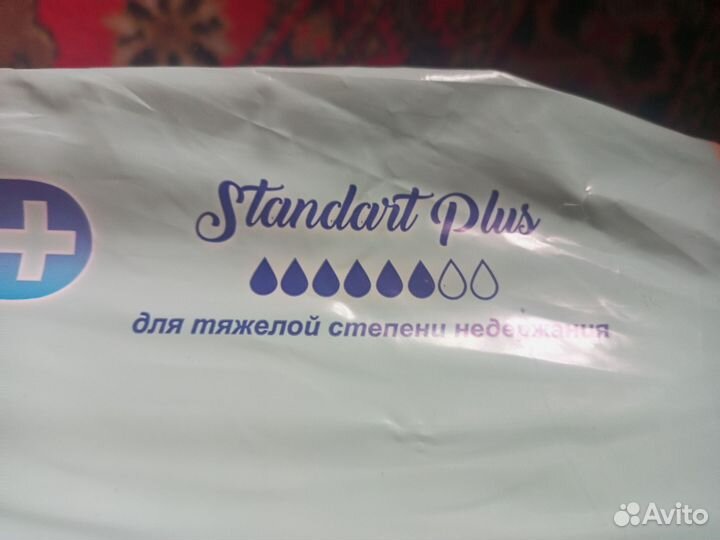 Standart Plus
для тяжелой степени недержания
Avito